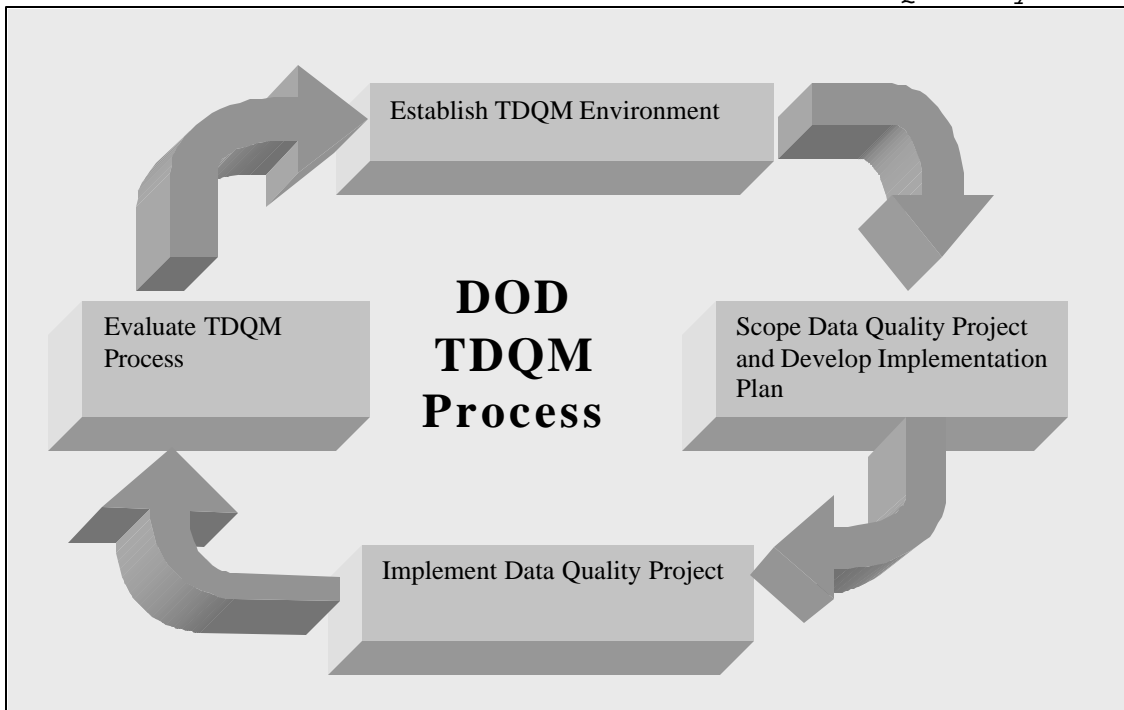 Establish TDQM Environment
Scope Data Quality Project
and Develop Implementation
Plan
DOD
TDQM
Process
Evaluate TDQM
Process
Implement Data Quality Project